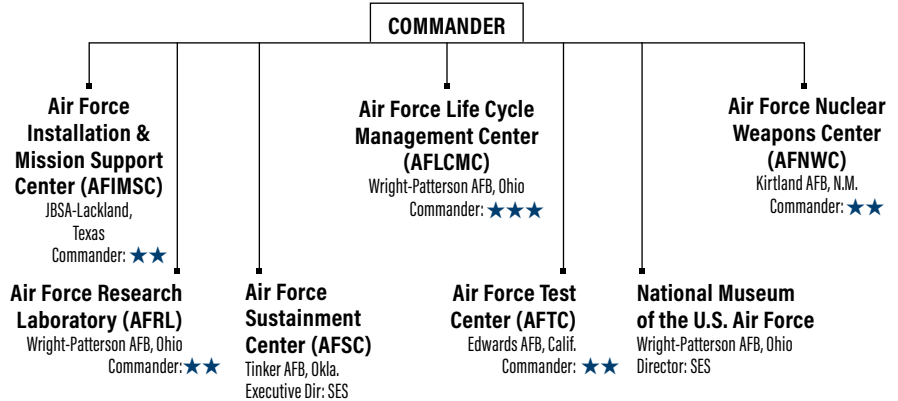 COMMANDER
Air Force
Installation &
Mission Support
Center (AFIMSC)
JBSA-Lackland,
Texas
Commander: ★★
Air Force Life Cycle
Management Center
(AFLCMC)
Wright-Patterson AFB, Ohio
Commander: ★★★
Air Force Nuclear
Weapons Center
(AFNWC)
Kirtland AFB, N.M.
Commander: ★★
Air Force Research
Laboratory (AFRL)
Wright-Patterson AFB, Ohio
Commander:★★
Air Force
Sustainment
Center (AFSC)
Tinker AFB, Okla.
Executive Dir: SES
Air Force Test
Center (AFTC)
Edwards AFB, Calif.
Commander: ★★
National Museum
of the U.S. Air Force
Wright-Patterson AFB, Ohio
Director: SES